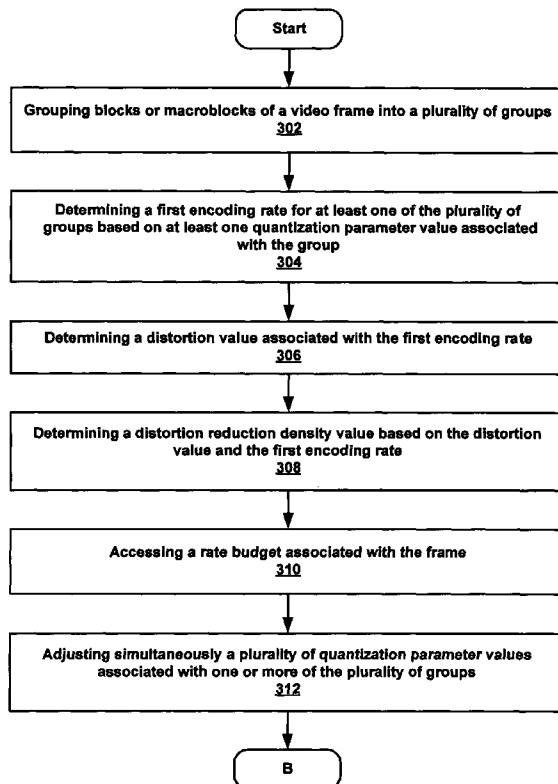 Start
Grouping blocks or macroblocks of a video frame into a plurality of groups
302
Determining a first encoding rate for at least one of the plurality of
groups based on at least one quantization parameter value associated
with the group
304
Determining a distortion value associated with the first encoding rate
306
Determining a distortion reduction density value based on the distortion
value and the first encoding rate
308
Accessing a rate budget associated with the frame
310
Adjusting simultaneously a plurality of quantization parameter values
associated with one or more of the plurality of groups
312
B